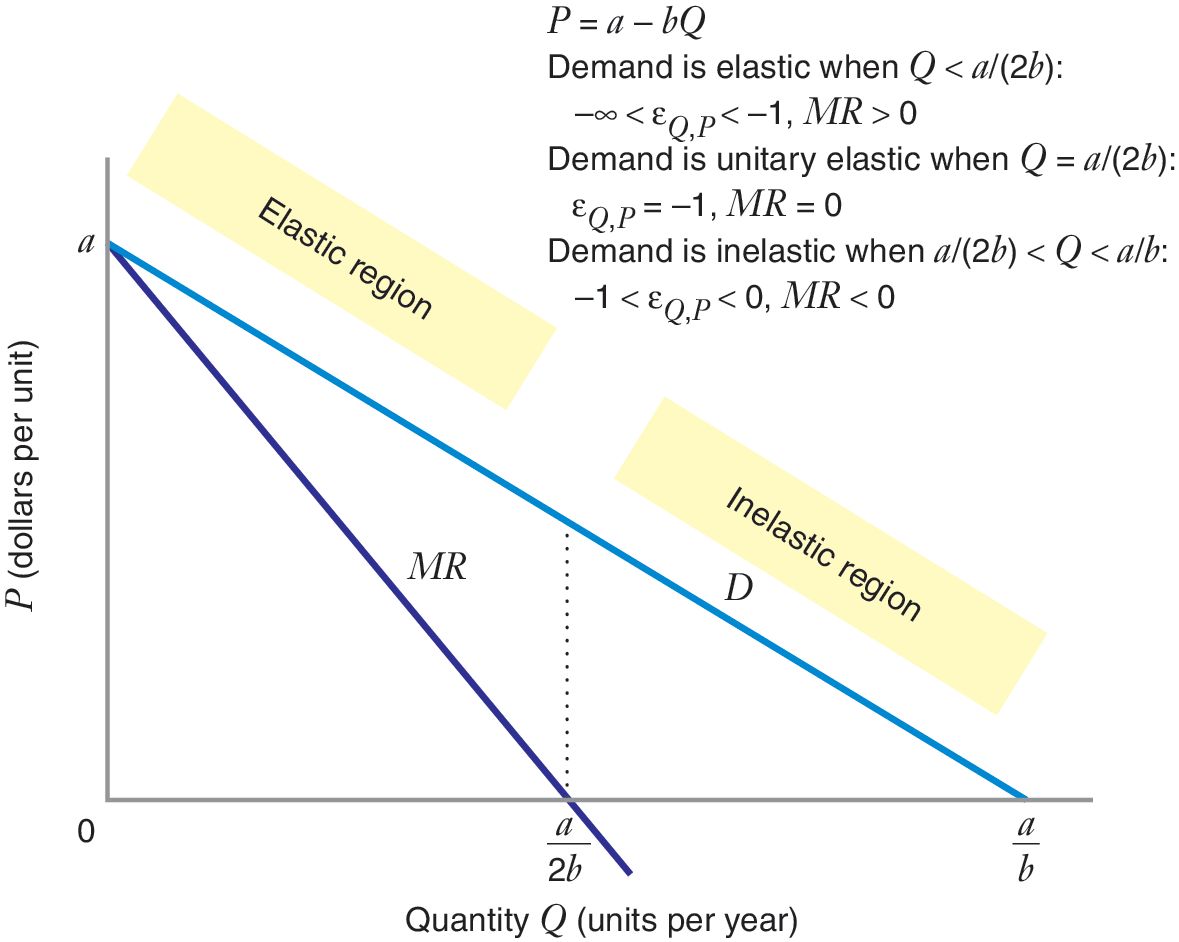 P = a – bQ
Demand is elastic when Q < a/(2b):
–∞ < εQ,P < –1, MR > 0
Demand is unitary elastic when Q = a/(2b):
εQ,P = –1, MR = 0
Demand is inelastic when a/(2b) < Q < a/b:
–1 < εQ,P < 0, MR < 0
Elastic region
a
P (dollars per unit)
Inelastic region
MR
D
0
a/2b
a/b
Quantity Q (units per year)